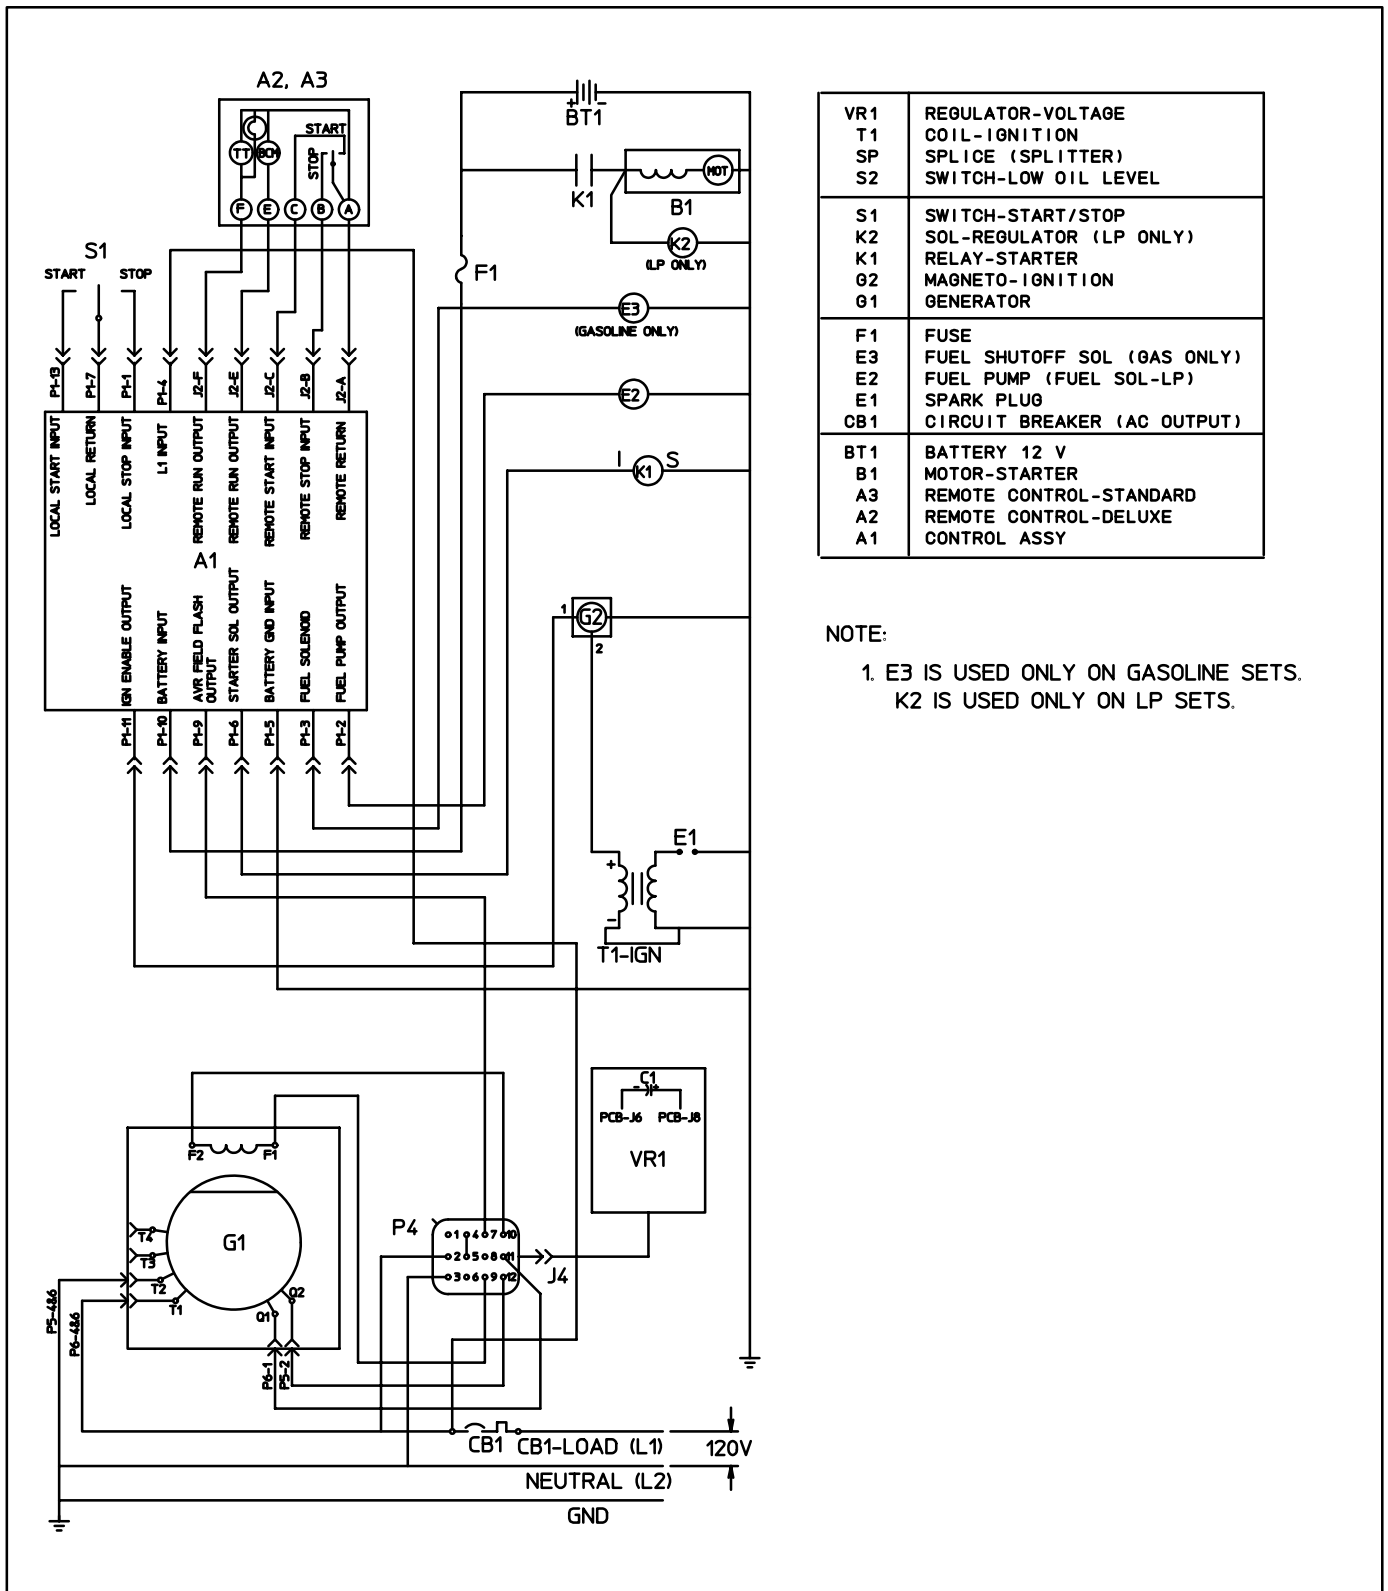 A2, A3
START
STOP
TT
BCM
F
E
C
B
A
S1
START
STOP
P1-13
P1-7
P1-1
P1-4
J2-F
J2-E
J2-C
J2-B
J2-A
LOCAL START INPUT
LOCAL RETURN
LOCAL STOP INPUT
L1 INPUT
REMOTE RUN OUTPUT
REMOTE RUN OUTPUT
REMOTE START INPUT
REMOTE STOP INPUT
REMOTE RETURN
A1
IGN ENABLE OUTPUT
BATTERY INPUT
AVR FIELD FLASH
OUTPUT
STARTER SOL OUTPUT
BATTERY GND INPUT
FUEL SOLENOID
FUEL PUMP OUTPUT
P1-11
P1-10
P1-9
P1-6
P1-5
P1-3
P1-2
+ -
BT1
K1
MOT
B1
K2
(LP ONLY)
F1
E3
(GASOLINE ONLY)
E2
I K1 S
1 G2
2
E1
+
-
T1-IGN
VR1 REGULATOR-VOLTAGE
T1 COIL-IGNITION
SP SPLICE (SPLITTER)
S2 SWITCH-LOW OIL LEVEL
S1 SWITCH-START/STOP
K2 SOL-REGULATOR (LP ONLY)
K1 RELAY-STARTER
G2 MAGNETO-IGNITION
G1 GENERATOR
F1 FUSE
E3 FUEL SHUTOFF SOL (GAS ONLY)
E2 FUEL PUMP (FUEL SOL-LP)
E1 SPARK PLUG
CB1 CIRCUIT BREAKER (AC OUTPUT)
BT1 BATTERY 12 V
B1 MOTOR-STARTER
A3 REMOTE CONTROL-STANDARD
A2 REMOTE CONTROL-DELUXE
A1 CONTROL ASSY
NOTE:
1. E3 IS USED ONLY ON GASOLINE SETS.
K2 IS USED ONLY ON LP SETS.
C1
- +
PCB-J6 PCB-J8
VR1
F2 F1
G1
T4
T3
T2
T1
Q1
Q2
P4
1 4 7 10
2 5 8 11
3 6 9 12
J4
P5-4&6
P6-4&6
P6-1
P5-2
CB1 CB1-LOAD (L1)
120V
NEUTRAL (L2)
GND